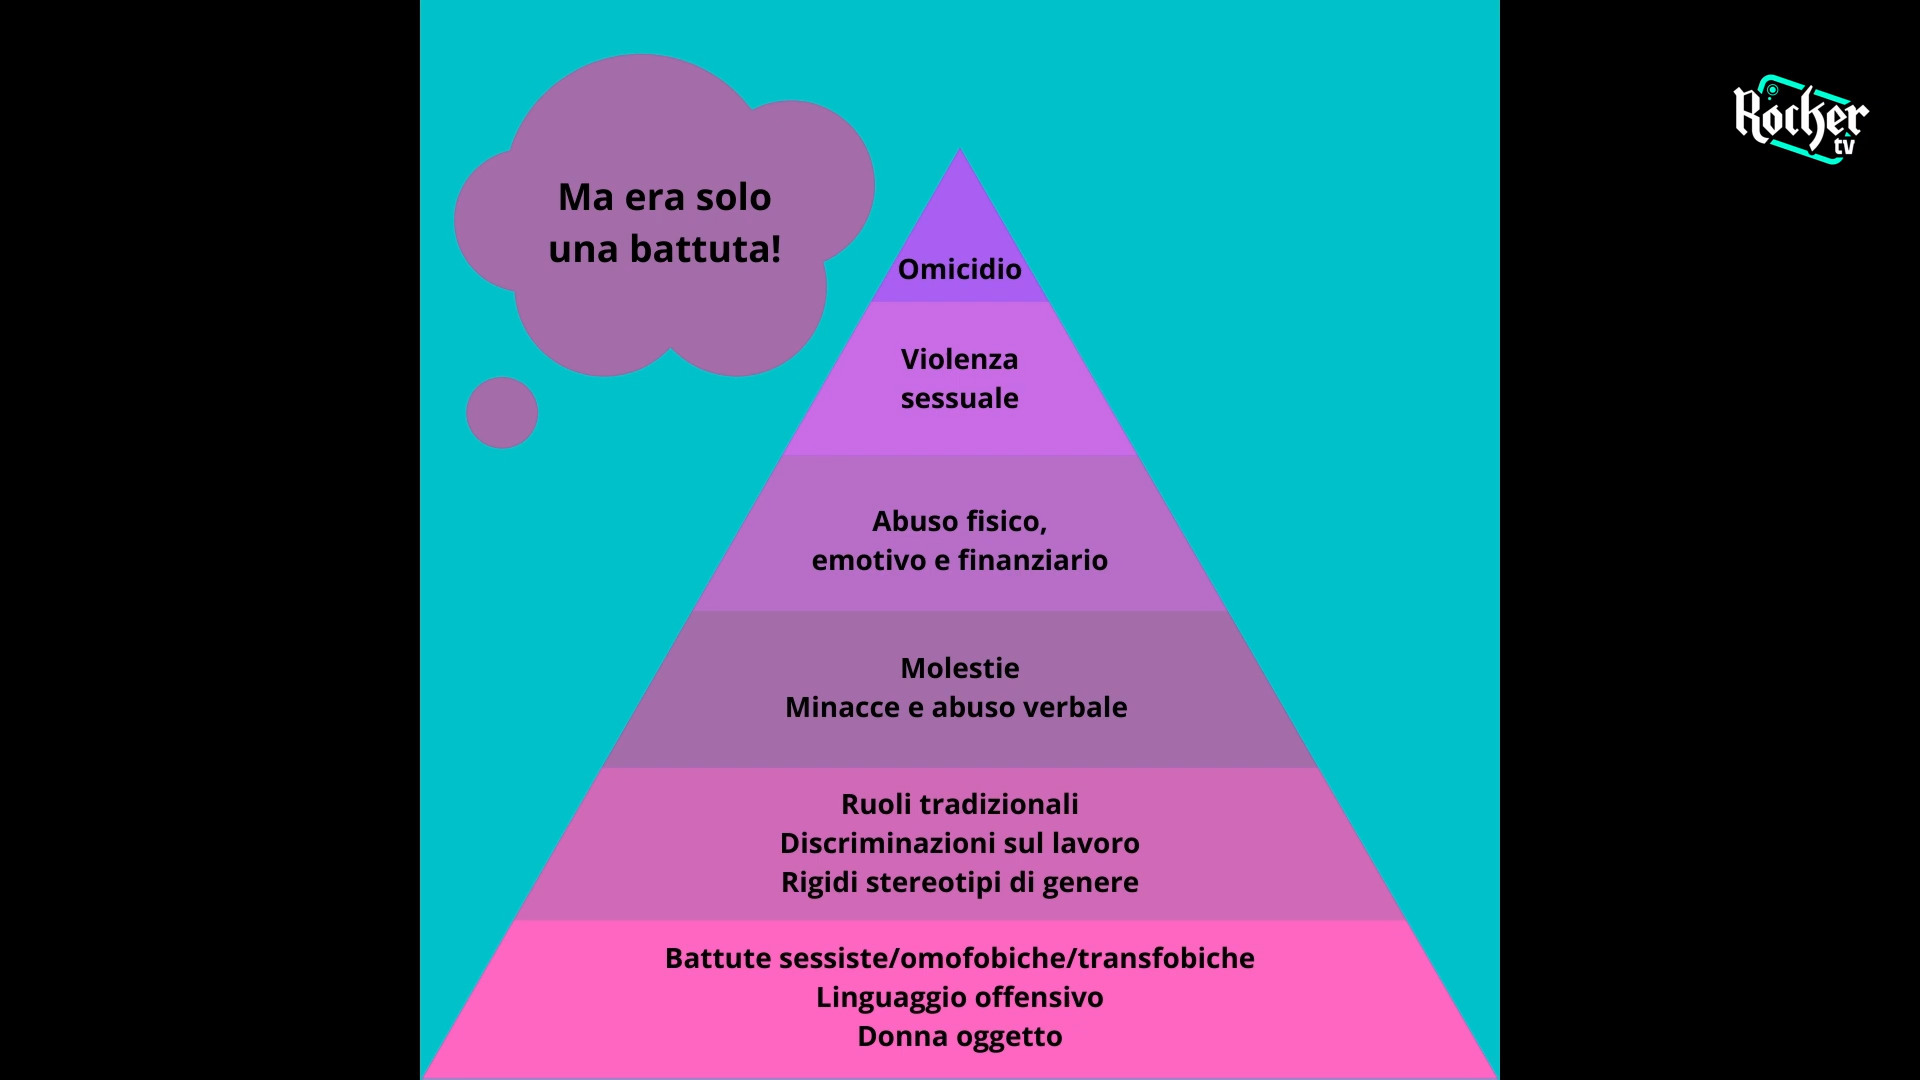 Ma era solo
una battuta!
Rocker
tv
Omicidio
Violenza
sessuale
Abuso fisico,
emotivo e finanziario
Molestie
Minacce e abuso verbale
Ruoli tradizionali
Discriminazioni sul lavoro
Rigidi stereotipi di genere
Battute sessiste/omofobiche/transfobiche
Linguaggio offensivo
Donna oggetto